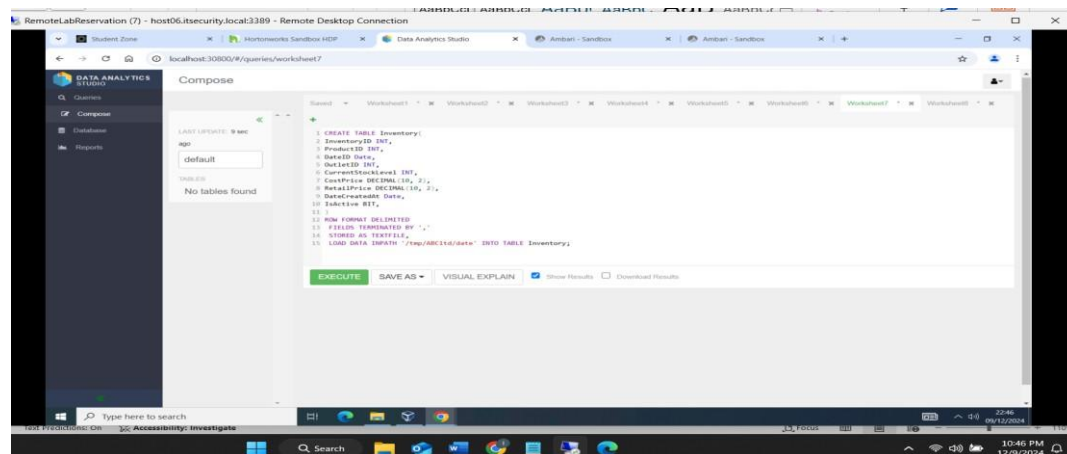 RemoteLabReservation (7) - host06.itsecurity.local:3389 - Remote Desktop Connection
Student Zone
Hortonworks Sandbox HDP
Data Analytics Studio
Ambari - Sandbox
Ambari - Sandbox
localhost:30800/#/queries/worksheet7
DATA ANALYTICS
STUDIO
Compose
Queries
Compose
Database
Reports
LAST UPDATE: 9 sec
ago
default
TABLES
No tables found
Saved Worksheet1 * Worksheet2 * Worksheet3 * Worksheet4 * Worksheet5 * Worksheet6 * Worksheet7 * Worksheet8 *
1 CREATE TABLE Inventory(
2 InventoryID INT,
3 ProductID INT,
4 DateID Date,
5 OutletID INT,
6 CurrentStockLevel INT,
7 CostPrice DECIMAL(10, 2),
8 RetailPrice DECIMAL(10, 2),
9 DateCreatedAt Date,
10 IsActive BIT,
11 )
12 ROW FORMAT DELIMITED
13 FIELDS TERMINATED BY ','
14 STORED AS TEXTFILE,
15 LOAD DATA INPATH '/tmp/ABCltd/date' INTO TABLE Inventory;
EXECUTE
SAVE AS
VISUAL EXPLAIN
Show Results
Download Results
Type here to search
22:46
09/12/2024
Text Predictions: On
Accessibility: Investigate
Focus
110
Search
10:46 PM
12/9/2024